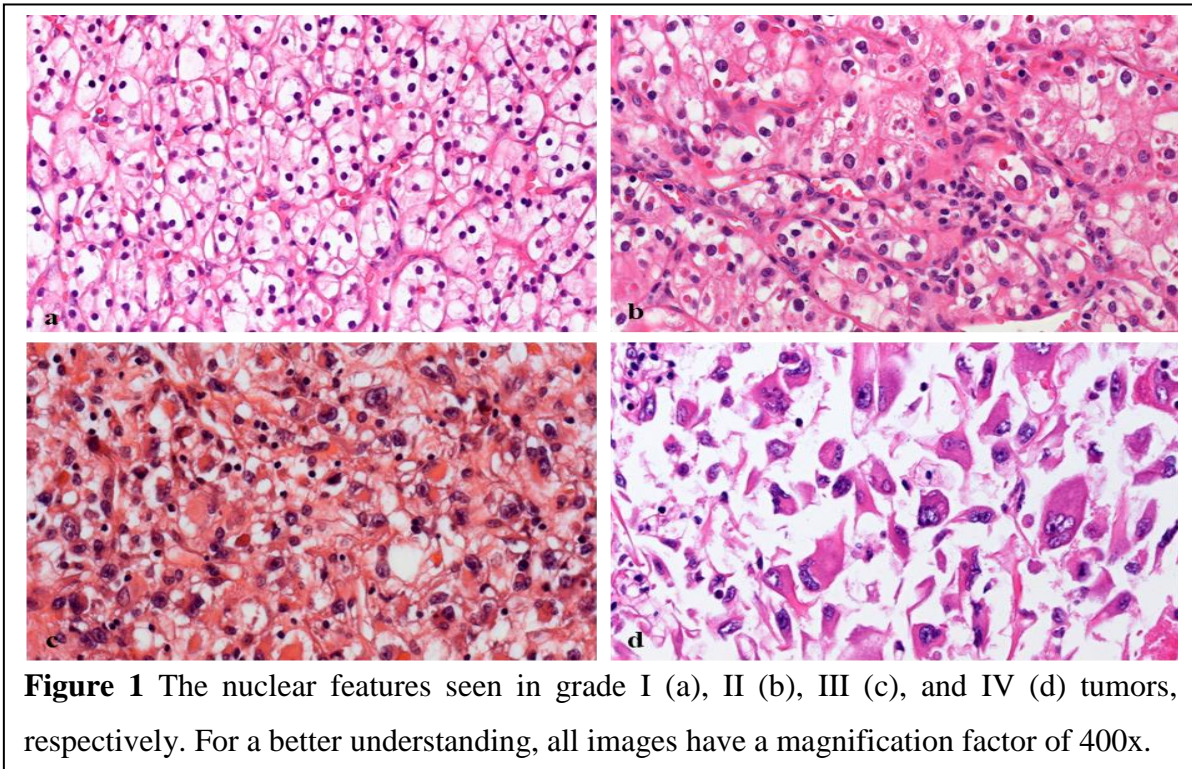 a
b
c
d
Figure 1 The nuclear features seen in grade I (a), II (b), III (c), and IV (d) tumors,
respectively. For a better understanding, all images have a magnification factor of 400x.